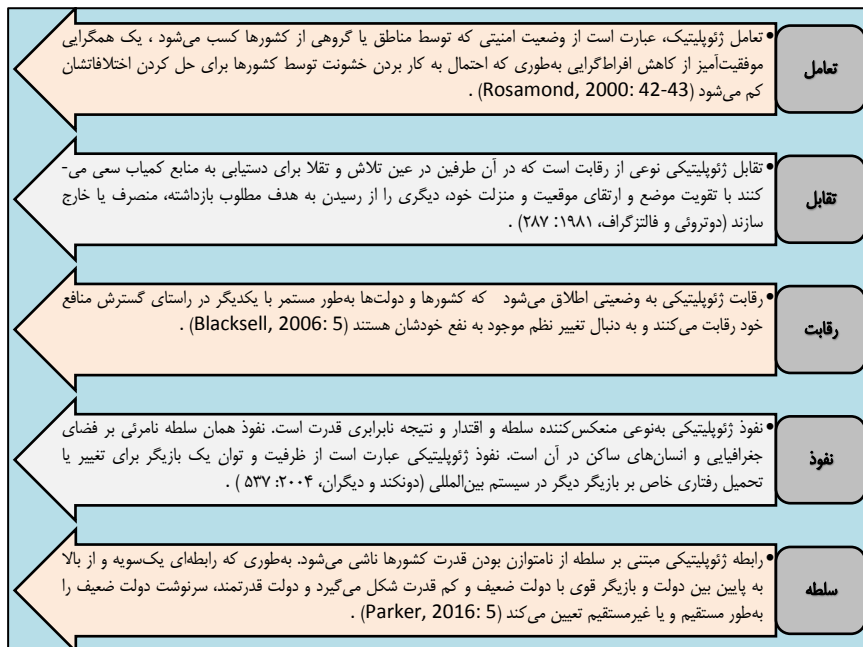 تعامل
•تعامل ژئوپلیتیک، عبارت است از وضعیت امنیتی که توسط مناطق یا گروهی از کشورها کسب می‌شود ، یک همگرایی
موفقیت‌آمیز از کاهش افراط‌گرایی به‌طوری که احتمال به کار بردن خشونت توسط کشورها برای حل کردن اختلافاتشان
کم می‌شود (Rosamond, 2000: 42-43) .
تقابل
•تقابل ژئوپلیتیکی نوعی از رقابت است که در آن طرفین در عین تلاش و تقلا برای دستیابی به منابع کمیاب سعی می-
کنند با تقویت موضع و ارتقای موقعیت و منزلت خود، دیگری را از رسیدن به هدف مطلوب بازداشته، منصرف یا خارج
سازند (دوتروئی و فالتزگراف، ۱۹۸۱: ۲۸۷) .
رقابت
•رقابت ژئوپلیتیکی به وضعیتی اطلاق می‌شود که کشورها و دولت‌ها به‌طور مستمر با یکدیگر در راستای گسترش منافع
خود رقابت می‌کنند و به دنبال تغییر نظم موجود به نفع خودشان هستند (Blacksell, 2006: 5) .
نفوذ
•نفوذ ژئوپلیتیکی به‌نوعی منعکس‌کننده سلطه و اقتدار و نتیجه نابرابری قدرت است. نفوذ همان سلطه نامرئی بر فضای
جغرافیایی و انسان‌های ساکن در آن است. نفوذ ژئوپلیتیکی عبارت است از ظرفیت و توان یک بازیگر برای تغییر یا
تحمیل رفتاری خاص بر بازیگر دیگر در سیستم بین‌المللی (دونکند و دیگران، ۲۰۰۴: ۵۳۷ ) .
سلطه
•رابطه ژئوپلیتیکی مبتنی بر سلطه از نامتوازن بودن قدرت کشورها ناشی می‌شود. به‌طوری که رابطه‌ای یک‌سویه و از بالا
به پایین بین دولت و بازیگر قوی با دولت ضعیف و کم قدرت شکل می‌گیرد و دولت قدرتمند، سرنوشت دولت ضعیف را
به‌طور مستقیم و یا غیرمستقیم تعیین می‌کند (Parker, 2016: 5) .